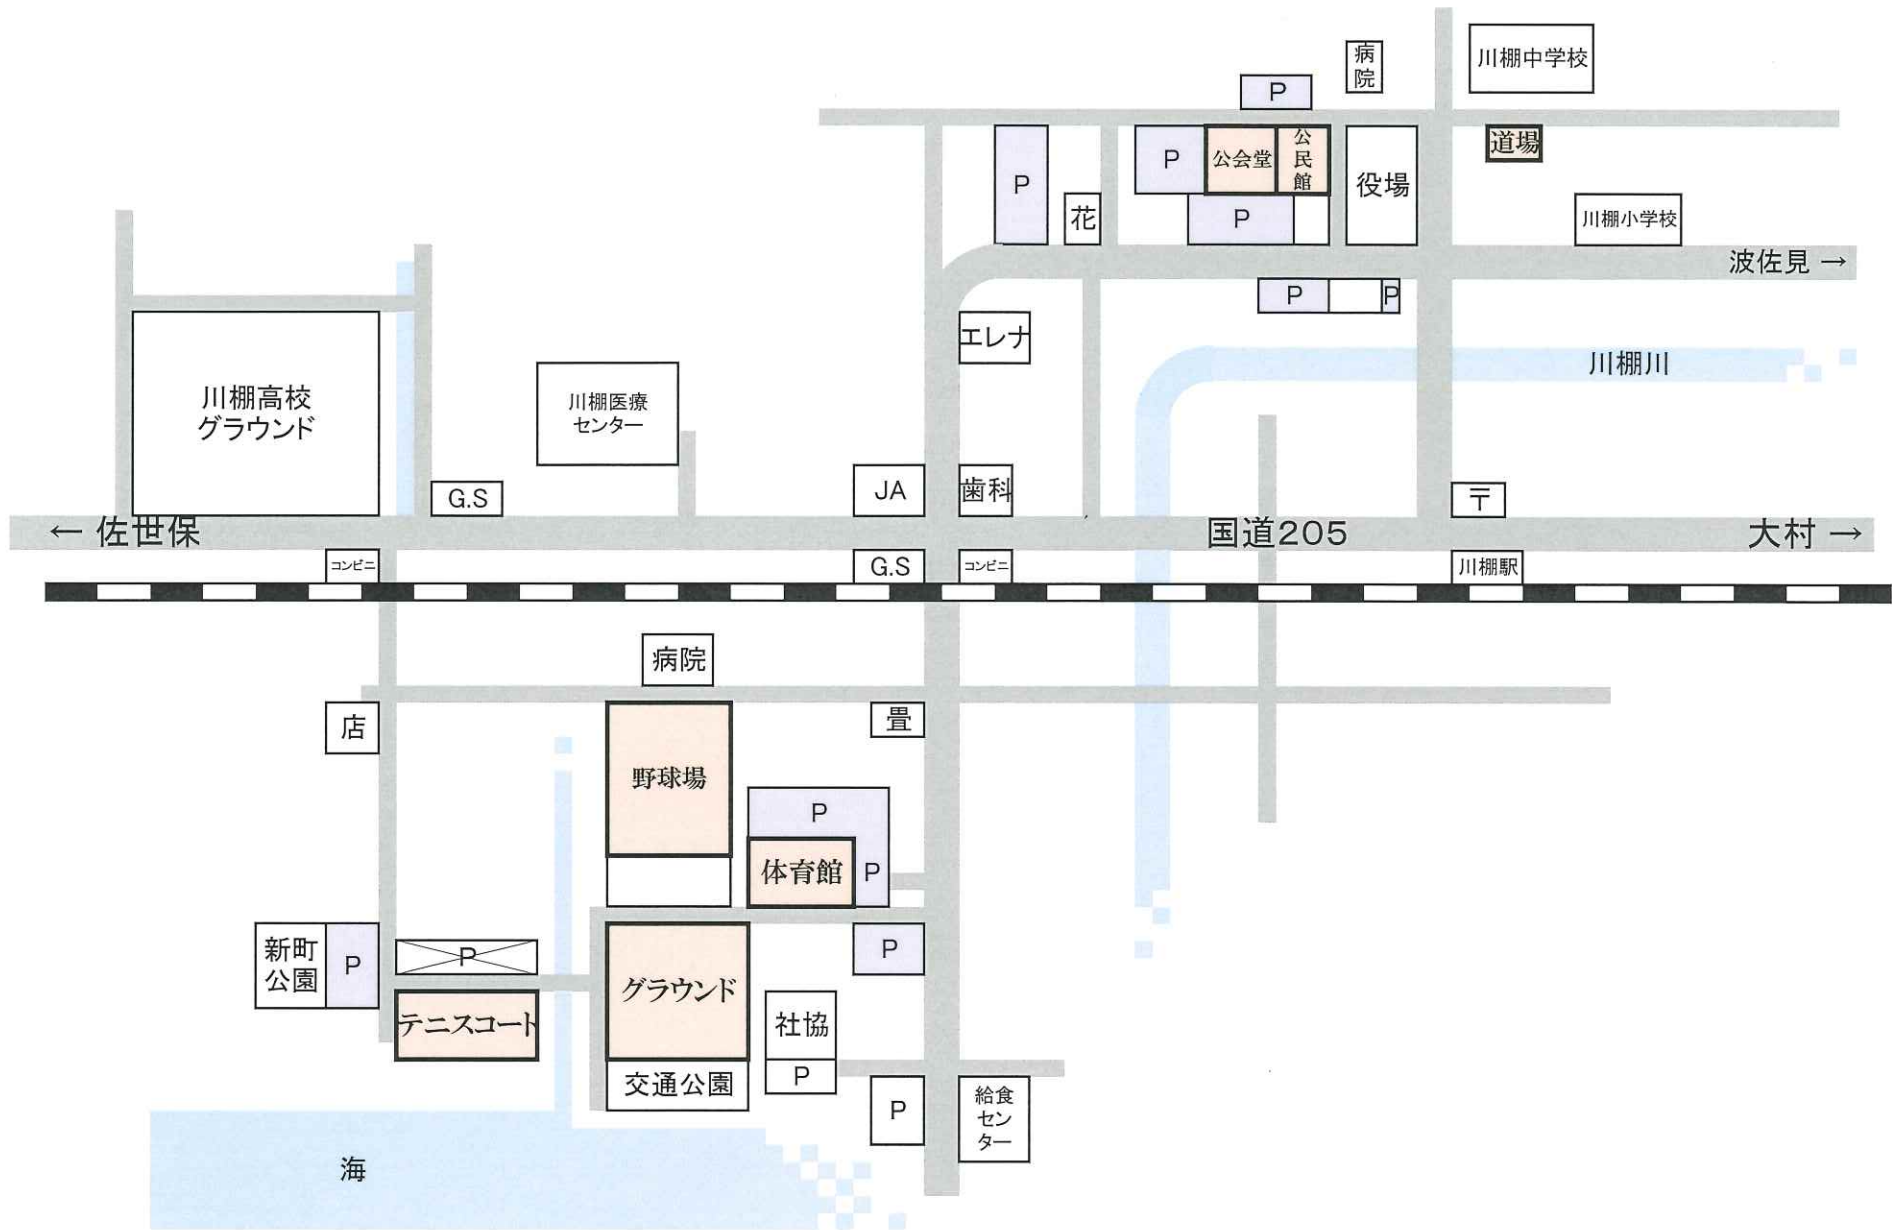 川棚中学校
病
院
P
道場
P
P
公会堂
公
民
館
役場
花
P
川棚小学校
波佐見 →
P
P
エレナ
川棚川
川棚高校
グラウンド
川棚医療
センター
G.S
JA
歯科
〒
← 佐世保
国道205
大村 →
コンビニ
G.S
コンビニ
川棚駅
病院
店
畳
野球場
P
体育館
P
新町
公園
P
P
グラウンド
P
テニスコート
社協
P
交通公園
P
給食
セン
ター
海